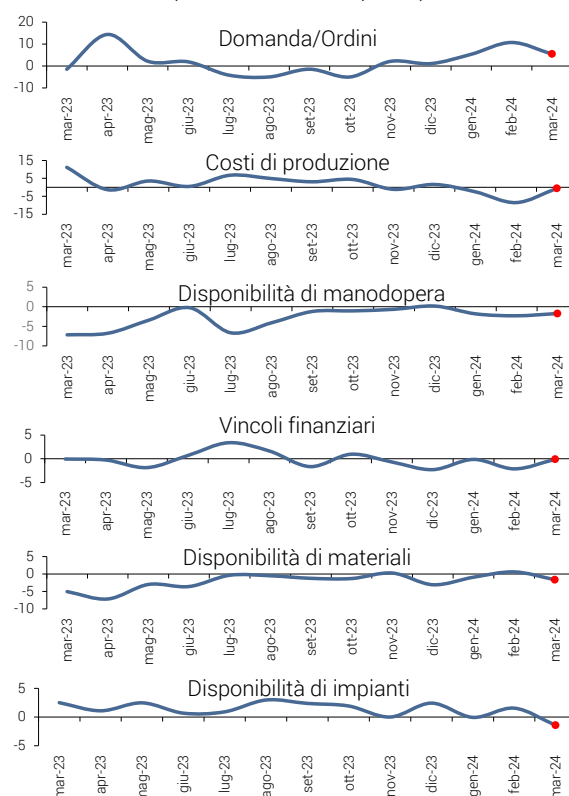 Domanda/Ordini
20
10
0
-10
mar-23 apr-23 mag-23 giu-23 lug-23 ago-23 set-23 ott-23 nov-23 dic-23 gen-24 feb-24 mar-24
Costi di produzione
15
5
-5
-15
mar-23 apr-23 mag-23 giu-23 lug-23 ago-23 set-23 ott-23 nov-23 dic-23 gen-24 feb-24 mar-24
Disponibilità di manodopera
5
0
-5
-10
mar-23 apr-23 mag-23 giu-23 lug-23 ago-23 set-23 ott-23 nov-23 dic-23 gen-24 feb-24 mar-24
Vincoli finanziari
5
0
-5
mar-23 apr-23 mag-23 giu-23 lug-23 ago-23 set-23 ott-23 nov-23 dic-23 gen-24 feb-24 mar-24
Disponibilità di materiali
5
0
-5
-10
mar-23 apr-23 mag-23 giu-23 lug-23 ago-23 set-23 ott-23 nov-23 dic-23 gen-24 feb-24 mar-24
Disponibilità di impianti
5
0
-5
mar-23 apr-23 mag-23 giu-23 lug-23 ago-23 set-23 ott-23 nov-23 dic-23 gen-24 feb-24 mar-24